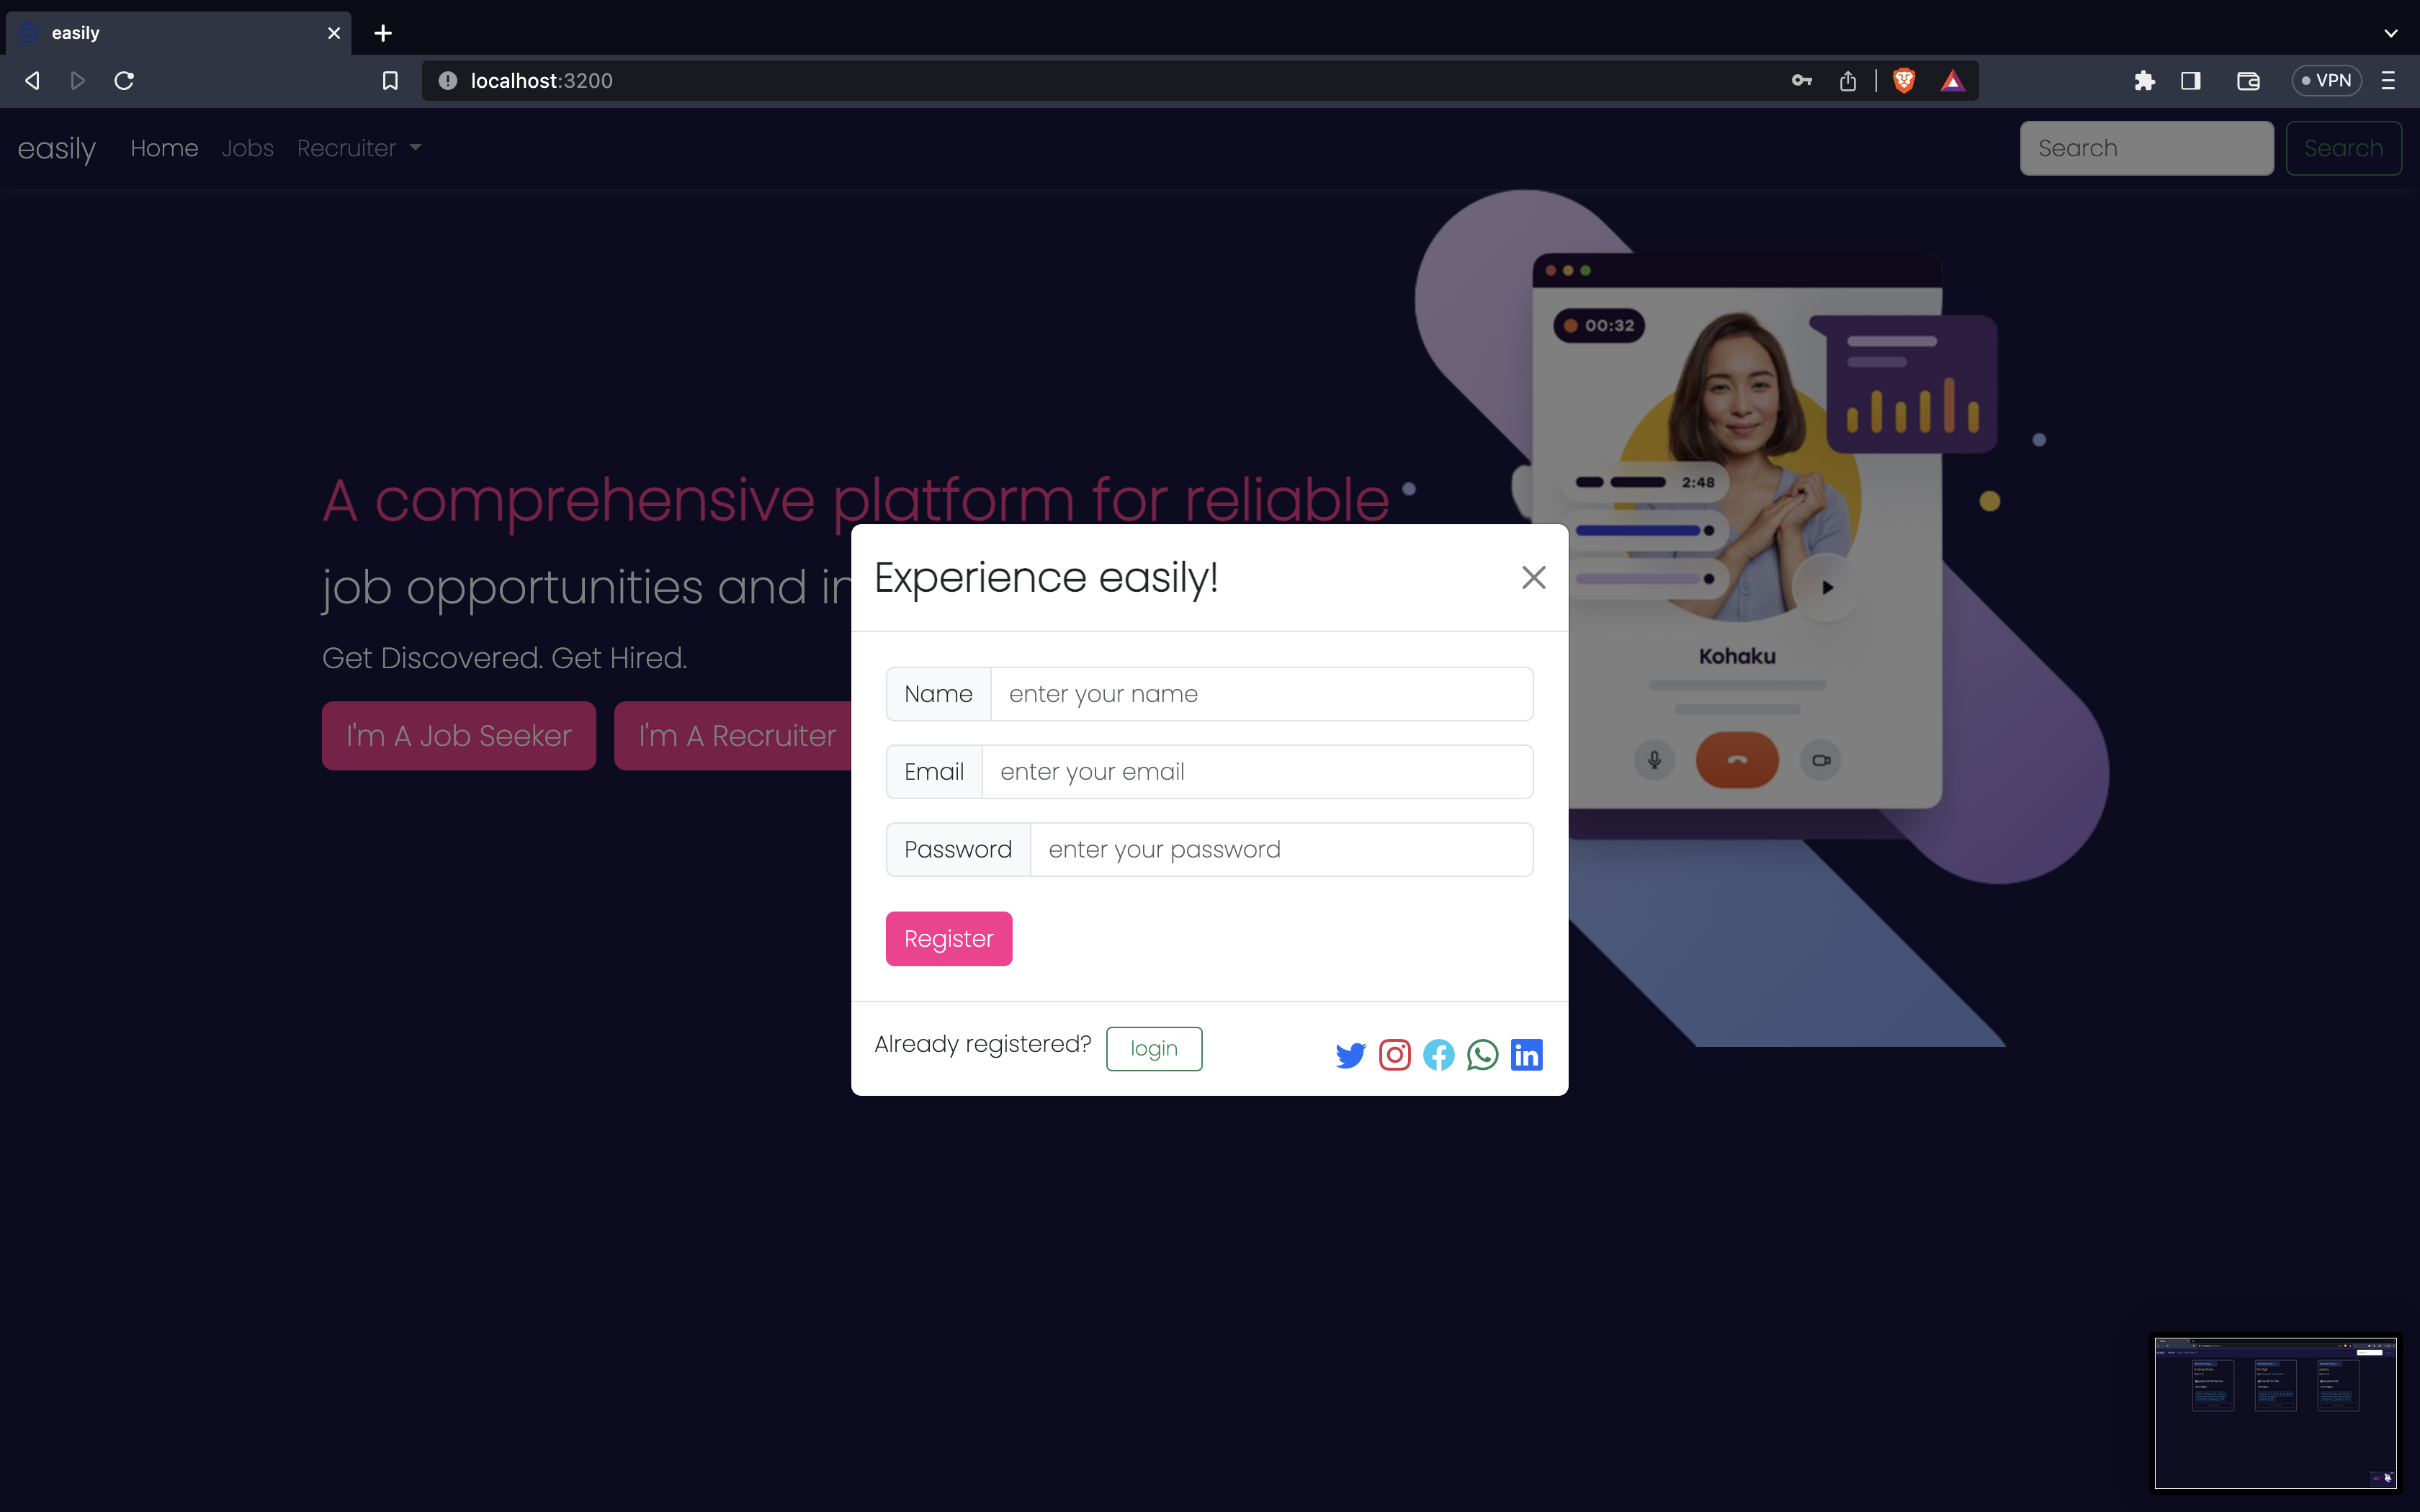 easily
localhost:3200
VPN
easily Home Jobs Recruiter Search Search
00:32
2:48
A comprehensive platform for reliable
job opportunities and in
Get Discovered. Get Hired.
I'm A Job Seeker I'm A Recruiter
Kohaku
Experience easily!
Name enter your name
Email enter your email
Password enter your password
Register
Already registered? login